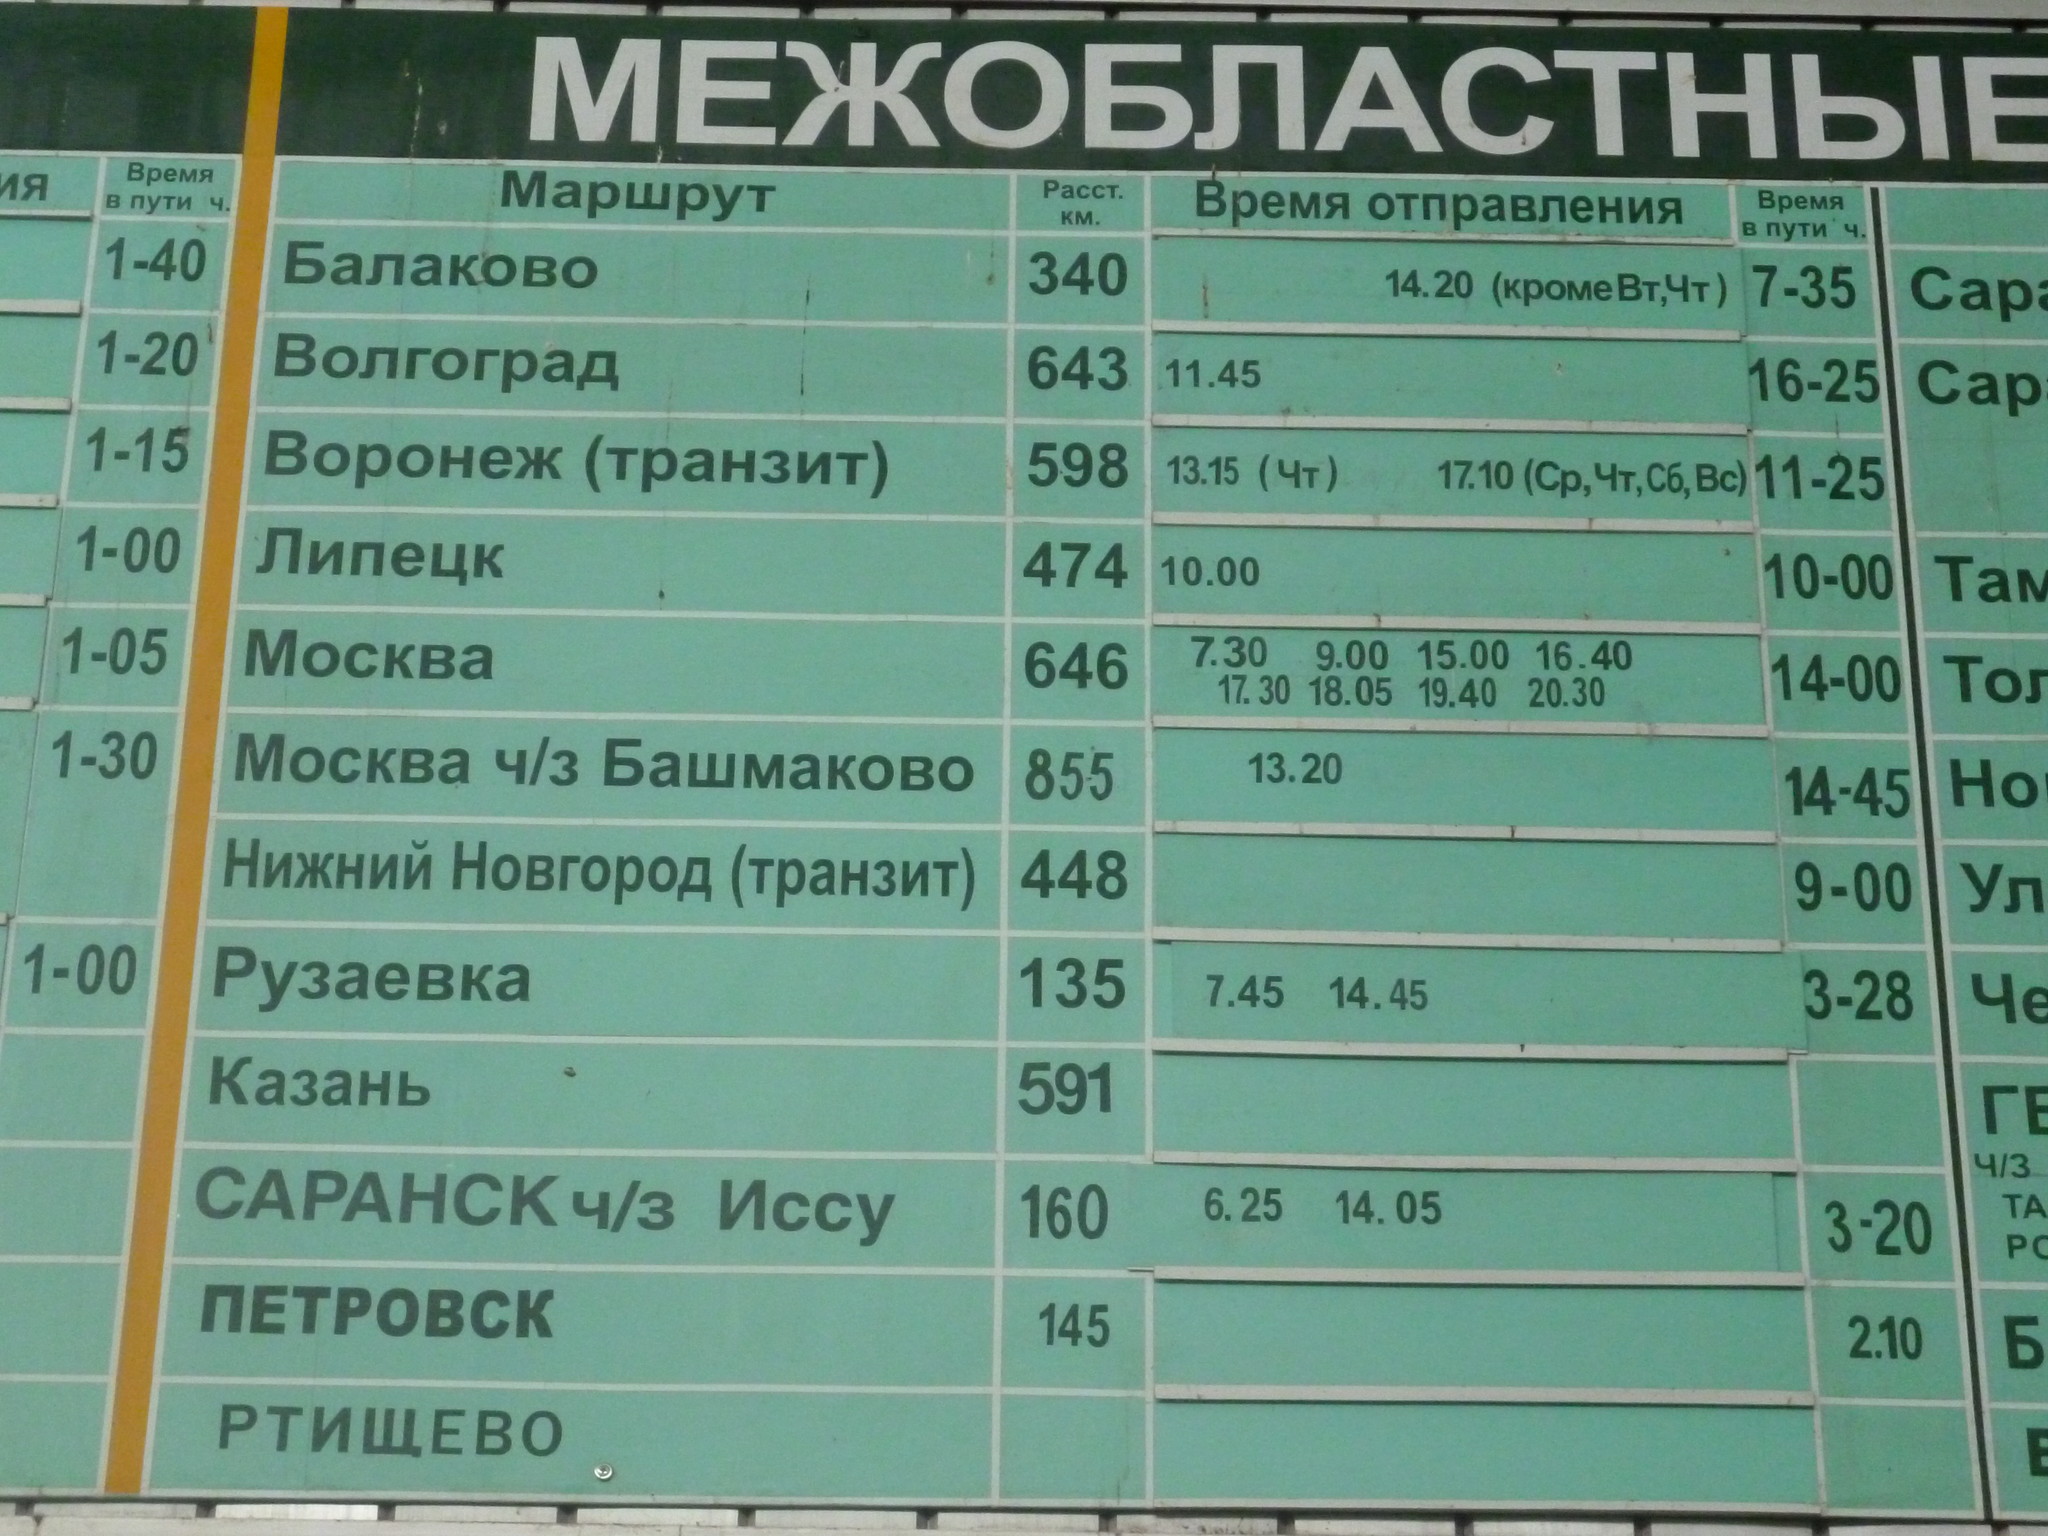 МЕЖОБЛАСТНЫЕ
Время в пути ч. Маршрут Расст. км. Время отправления Время в пути ч.
1-40 Балаково 340 14.20 (кроме Вт,Чт) 7-35
1-20 Волгоград 643 11.45 16-25
1-15 Воронеж (транзит) 598 13.15 (Чт) 17.10 (Ср,Чт,Сб,Вс) 11-25
1-00 Липецк 474 10.00 10-00
1-05 Москва 646 7.30 9.00 15.00 16.40 14-00
17.30 18.05 19.40 20.30
1-30 Москва ч/з Башмаково 855 13.20 14-45
Нижний Новгород (транзит) 448 9-00
1-00 Рузаевка 135 7.45 14.45 3-28
Казань 591
ч/з
САРАНСК ч/з Иссу 160 6.25 14.05 3-20
ПЕТРОВСК 145 2.10
РТИЩЕВО